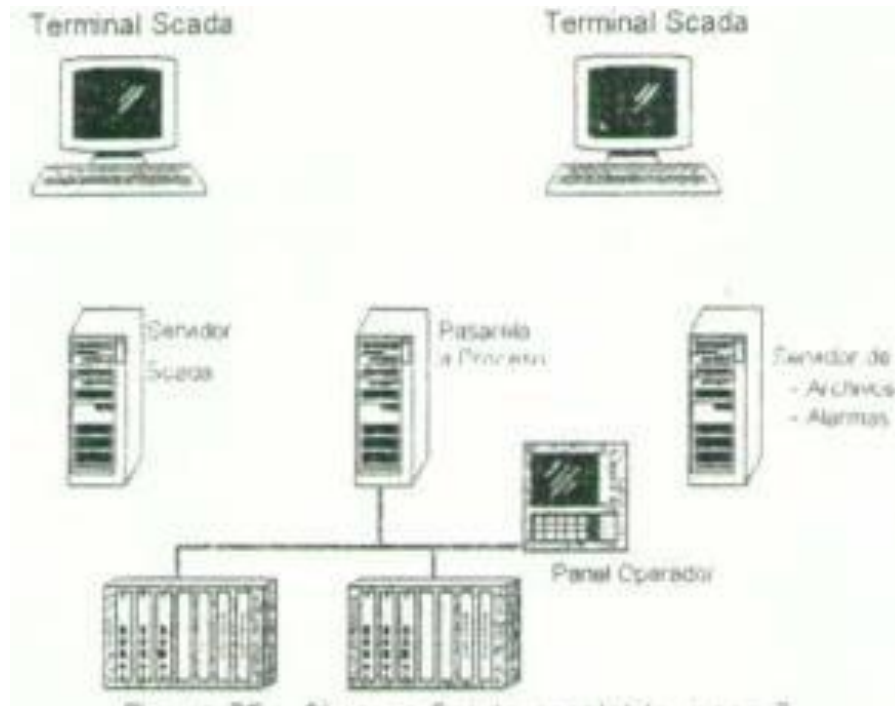 Terminal Scada
Terminal Scada
Servidor
Scada
Pasarela
a Proceso
Servidor de
- Archivos
- Alarmas
Panel Operador